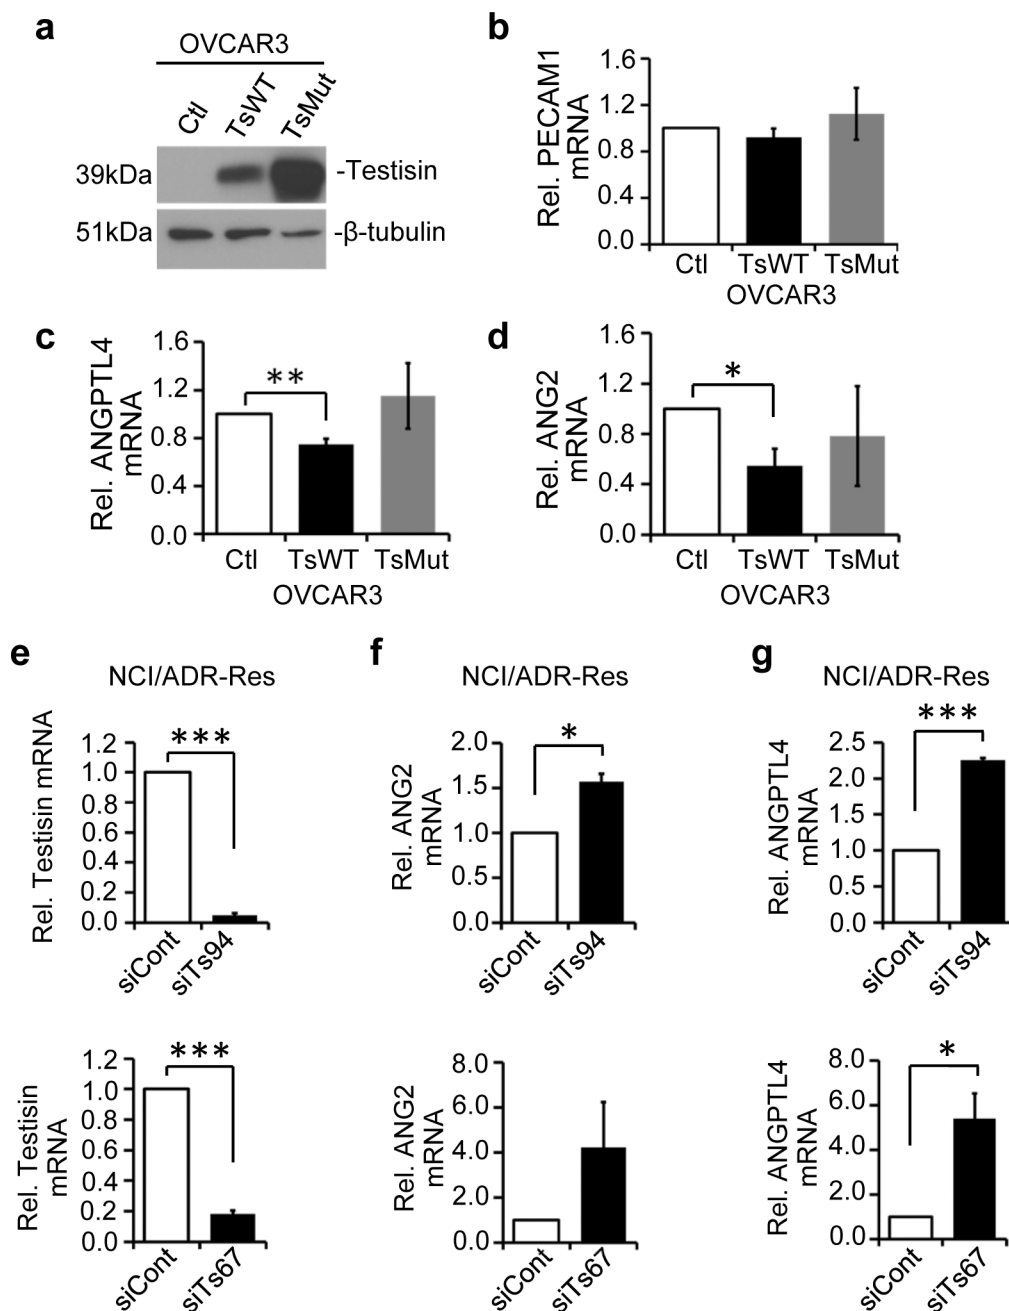 a
OVCAR3
Ctl TsWT TsMut
39kDa -Testisin
51kDa -β-tubulin
b
Rel. PECAM1
mRNA
1.6
1.2
0.8
0.4
0.0
Ctl TsWT TsMut
OVCAR3
c
Rel. ANGPTL4
mRNA
1.6
1.2
0.8
0.4
0.0
**
Ctl TsWT TsMut
OVCAR3
d
Rel. ANG2
mRNA
1.6
1.2
0.8
0.4
0.0
*
Ctl TsWT TsMut
OVCAR3
e
NCI/ADR-Res
Rel. Testisin mRNA
1.2
1.0
0.8
0.6
0.4
0.2
0.0
***
siCont siTs94
Rel. Testisin
mRNA
1.2
1.0
0.8
0.6
0.4
0.2
0.0
***
siCont siTs67
f
NCI/ADR-Res
Rel. ANG2
mRNA
2.0
1.5
1.0
0.5
0.0
*
siCont siTs94
Rel. ANG2
mRNA
8.0
6.0
4.0
2.0
0.0
siCont siTs67
g
NCI/ADR-Res
Rel. ANGPTL4
mRNA
2.5
2.0
1.5
1.0
0.5
0.0
***
siCont siTs94
Rel. ANGPTL4
mRNA
8.0
6.0
4.0
2.0
0.0
*
siCont siTs67